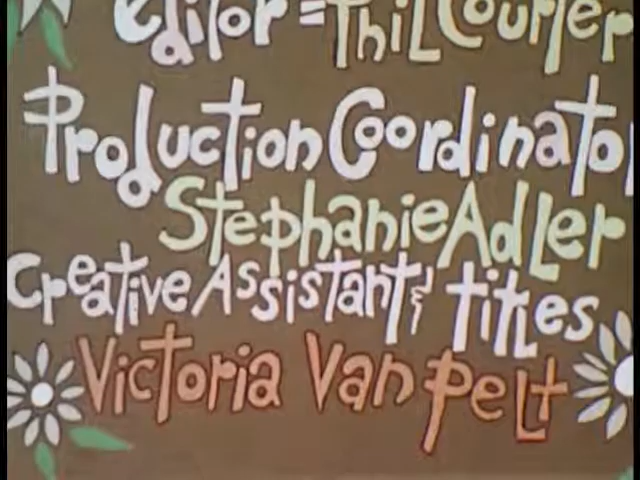 editor = Phil Courter
Production Coordinator
Stephanie Adler
Creative Assistant & titles
Victoria Van Pelt